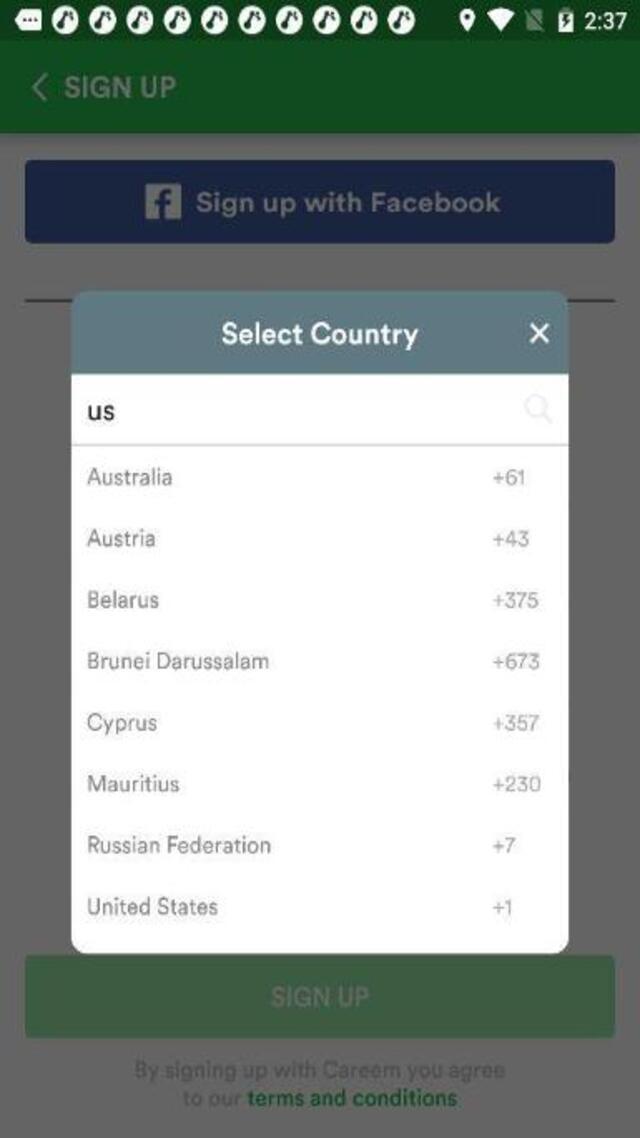 2:37
SIGN UP
Sign up with Facebook
Select Country
us
Australia +61
Austria +43
Belarus +375
Brunei Darussalam +673
Cyprus +357
Mauritius +230
Russian Federation +7
United States +1
SIGN UP
By signing up with Careem you agree
to our terms and conditions